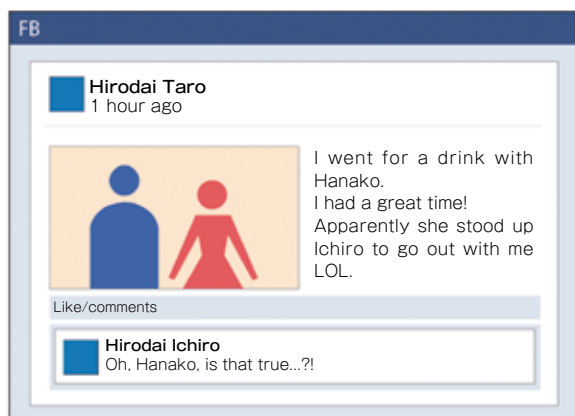 FB
Hirodai Taro
1 hour ago
I went for a drink with
Hanako.
I had a great time!
Apparently she stood up
Ichiro to go out with me
LOL.
Like/comments
Hirodai Ichiro
Oh, Hanako, is that true...?!